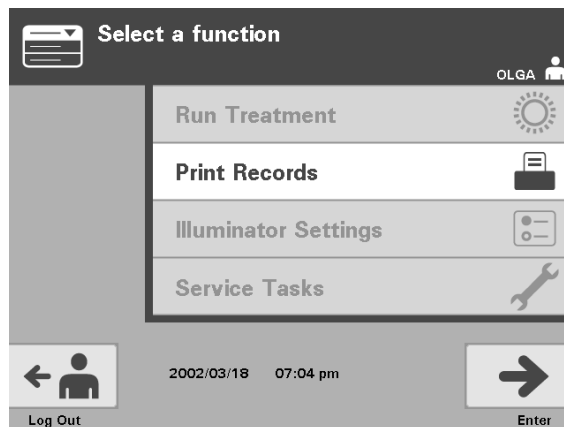 Select a function
OLGA
Run Treatment
Print Records
Illuminator Settings
Service Tasks
2002/03/18 07:04 pm
Log Out
Enter